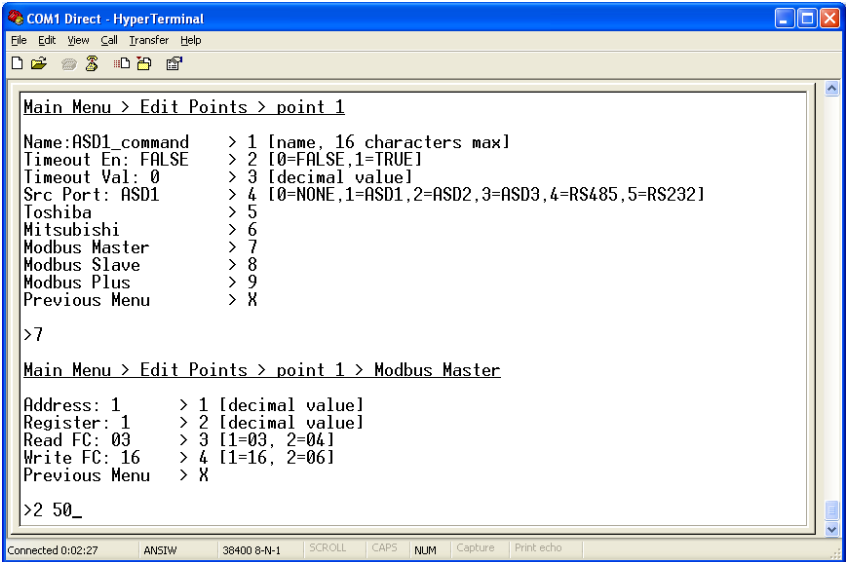 COM1 Direct - HyperTerminal
File Edit View Call Transfer Help
Main Menu > Edit Points > point 1
Name:ASD1_command > 1 [name, 16 characters max]
Timeout En: FALSE > 2 [0=FALSE,1=TRUE]
Timeout Val: 0 > 3 [decimal value]
Src Port: ASD1 > 4 [0=NONE,1=ASD1,2=ASD2,3=ASD3,4=RS485,5=RS232]
Toshiba > 5
Mitsubishi > 6
Modbus Master > 7
Modbus Slave > 8
Modbus Plus > 9
Previous Menu > X
>7
Main Menu > Edit Points > point 1 > Modbus Master
Address: 1 > 1 [decimal value]
Register: 1 > 2 [decimal value]
Read FC: 03 > 3 [1=03, 2=04]
Write FC: 16 > 4 [1=16, 2=06]
Previous Menu > X
>2 50_
Connected 0:02:27 ANSIW 38400 8-N-1 SCROLL CAPS NUM Capture Print echo